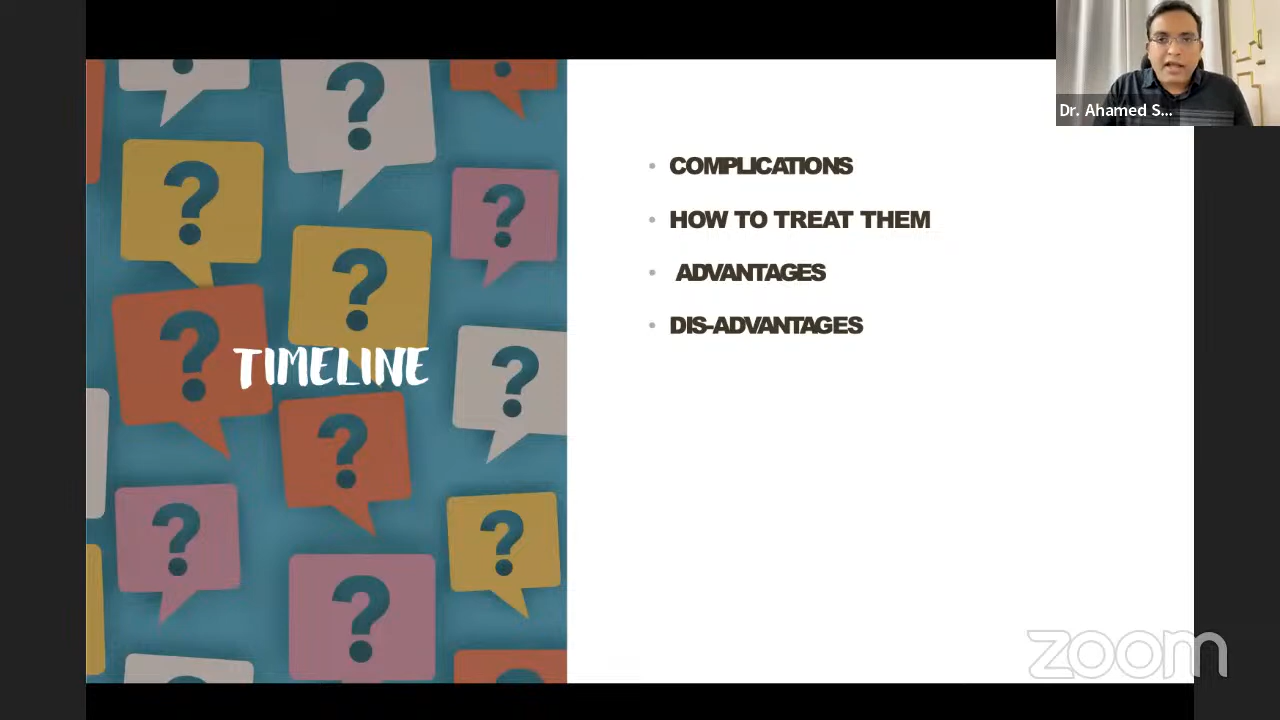 Dr. Ahamed S...
TIMELINE
• COMPLICATIONS
• HOW TO TREAT THEM
• ADVANTAGES
• DIS-ADVANTAGES
zoom